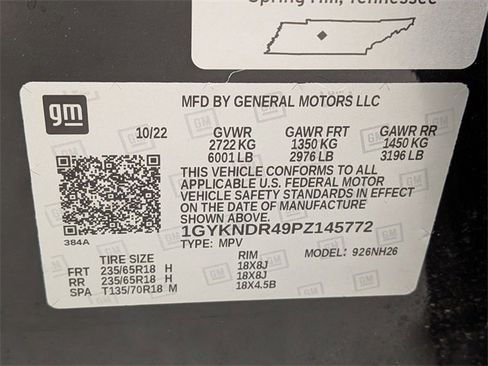 Spring Hill, Tennessee
gm
MFD BY GENERAL MOTORS LLC
10/22 GVWR GAWR FRT GAWR RR
2722 KG 1350 KG 1450 KG
6001 LB 2976 LB 3196 LB
THIS VEHICLE CONFORMS TO ALL
APPLICABLE U.S. FEDERAL MOTOR
VEHICLE SAFETY STANDARDS IN EFFECT
ON THE DATE OF MANUFACTURE SHOWN ABOVE.
1GYKNDR49PZ145772
384A
TYPE: MPV MODEL: 926NH26
TIRE SIZE RIM
FRT 235/65R18 H 18X8J
RR 235/65R18 H 18X8J
SPA T135/70R18 M 18X4.5B